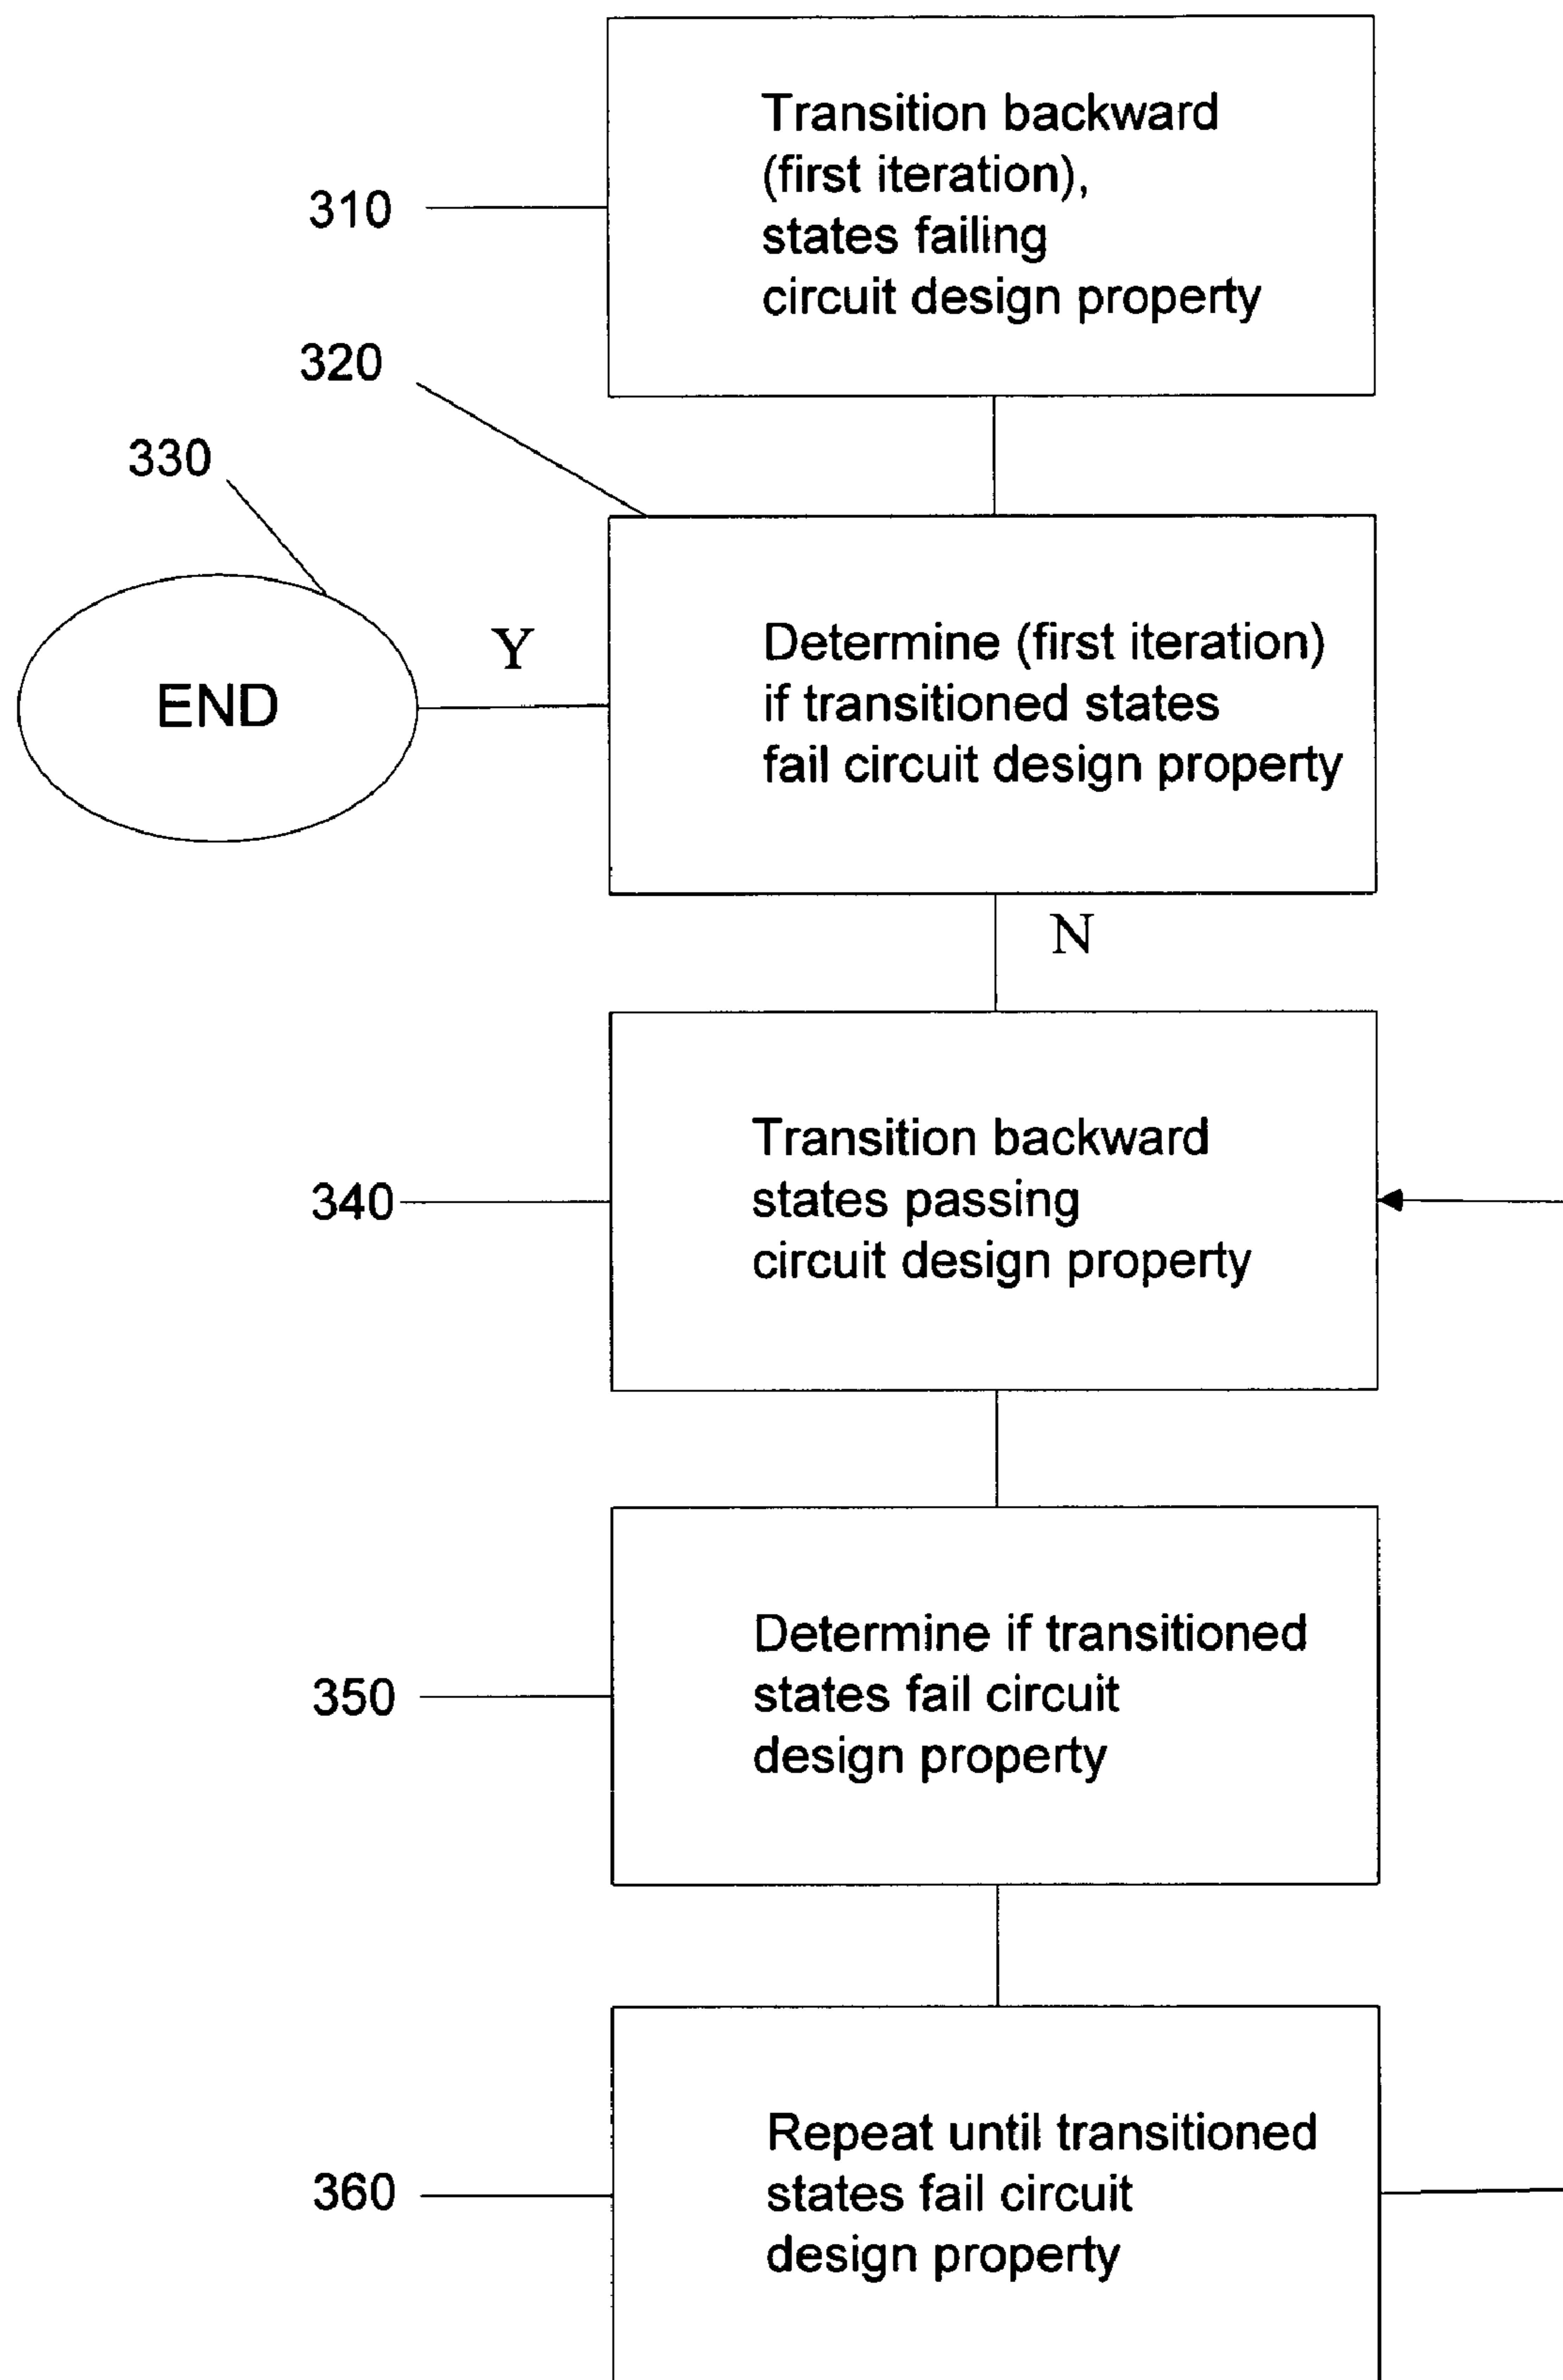 Transition backward
(first iteration),
states failing
circuit design property
310
320
330
END
Y
Determine (first iteration)
if transitioned states
fail circuit design property
N
340
Transition backward
states passing
circuit design property
350
Determine if transitioned
states fail circuit
design property
360
Repeat until transitioned
states fail circuit
design property